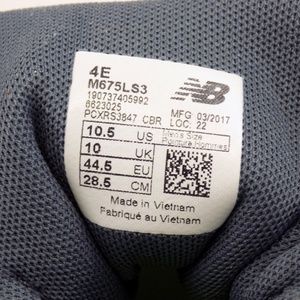 4E
M675LS3
190737405992
6623025
PCXRS3847 CBR
MFG 03/2017
LOC: 22
10.5 US
10 UK
44.5 EU
28.5 CM
Men's Size
Pointure Hommes
Made in Vietnam
Fabriqué au Vietnam
NB